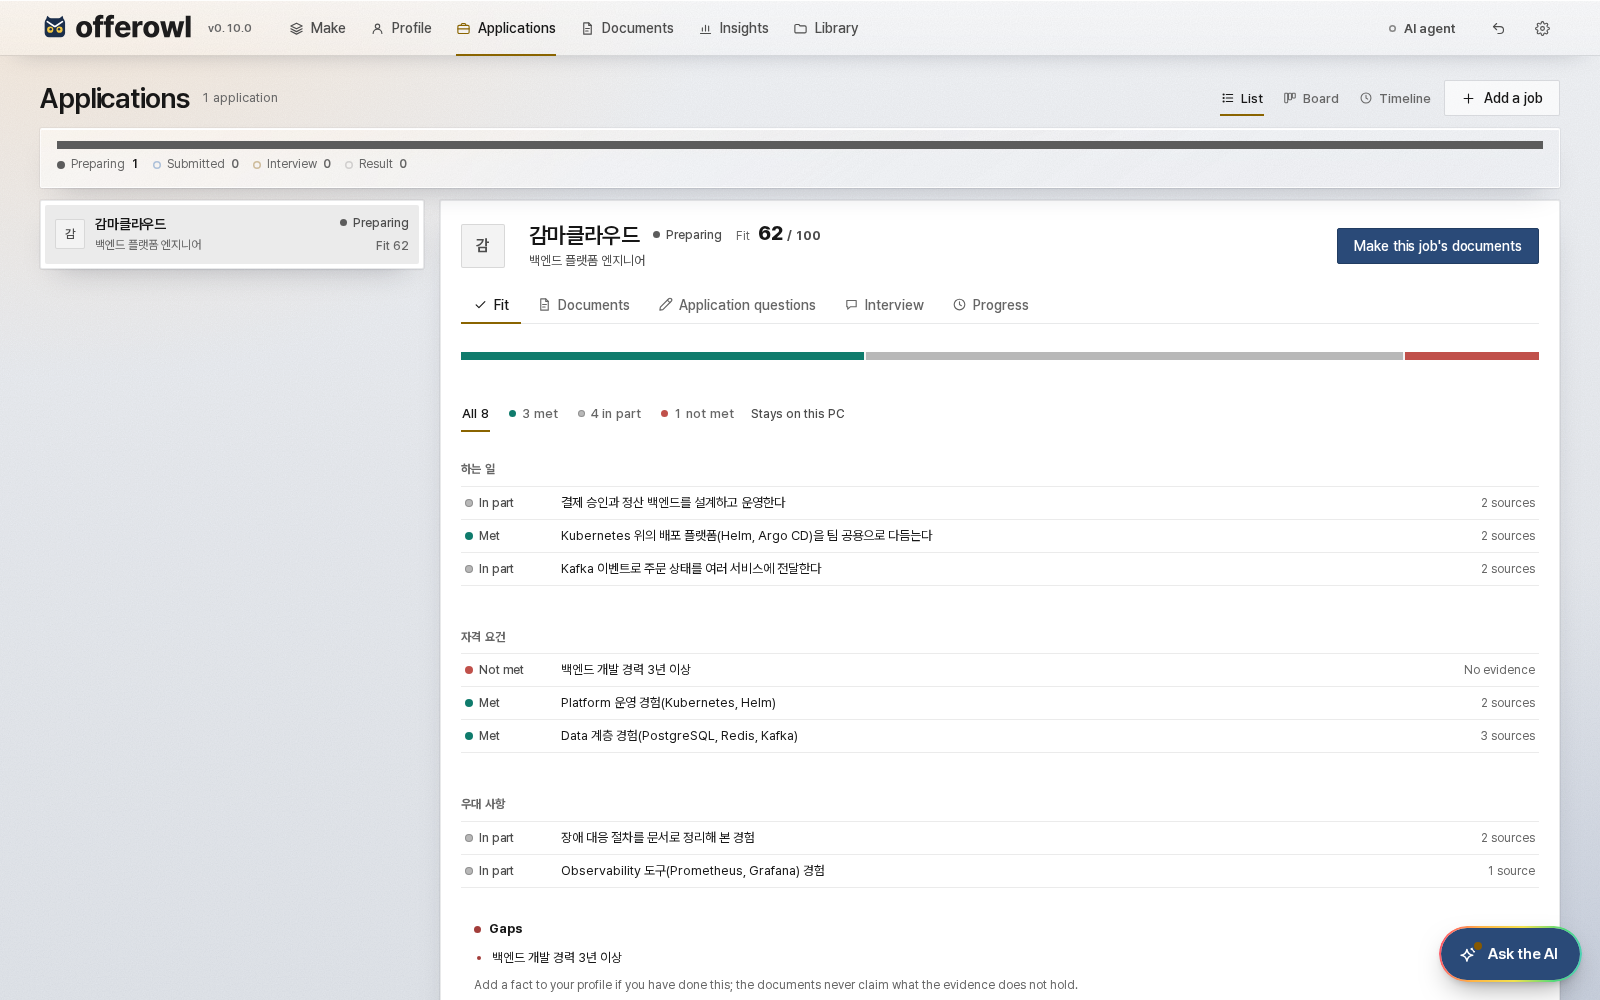 offerowl v0.10.0 Make Profile Applications Documents Insights Library AI agent
Applications 1 application List Board Timeline Add a job
Preparing 1 Submitted 0 Interview 0 Result 0
감 감마클라우드 Preparing
백엔드 플랫폼 엔지니어 Fit 62
감 감마클라우드 Preparing Fit 62 / 100
백엔드 플랫폼 엔지니어
Make this job's documents
Fit Documents Application questions Interview Progress
All 8 3 met 4 in part 1 not met Stays on this PC
하는 일
In part 결제 승인과 정산 백엔드를 설계하고 운영한다 2 sources
Met Kubernetes 위의 배포 플랫폼(Helm, Argo CD)을 팀 공용으로 다듬는다 2 sources
In part Kafka 이벤트로 주문 상태를 여러 서비스에 전달한다 2 sources
자격 요건
Not met 백엔드 개발 경력 3년 이상 No evidence
Met Platform 운영 경험(Kubernetes, Helm) 2 sources
Met Data 계층 경험(PostgreSQL, Redis, Kafka) 3 sources
우대 사항
In part 장애 대응 절차를 문서로 정리해 본 경험 2 sources
In part Observability 도구(Prometheus, Grafana) 경험 1 source
Gaps
백엔드 개발 경력 3년 이상
Add a fact to your profile if you have done this; the documents never claim what the evidence does not hold.
Ask the AI